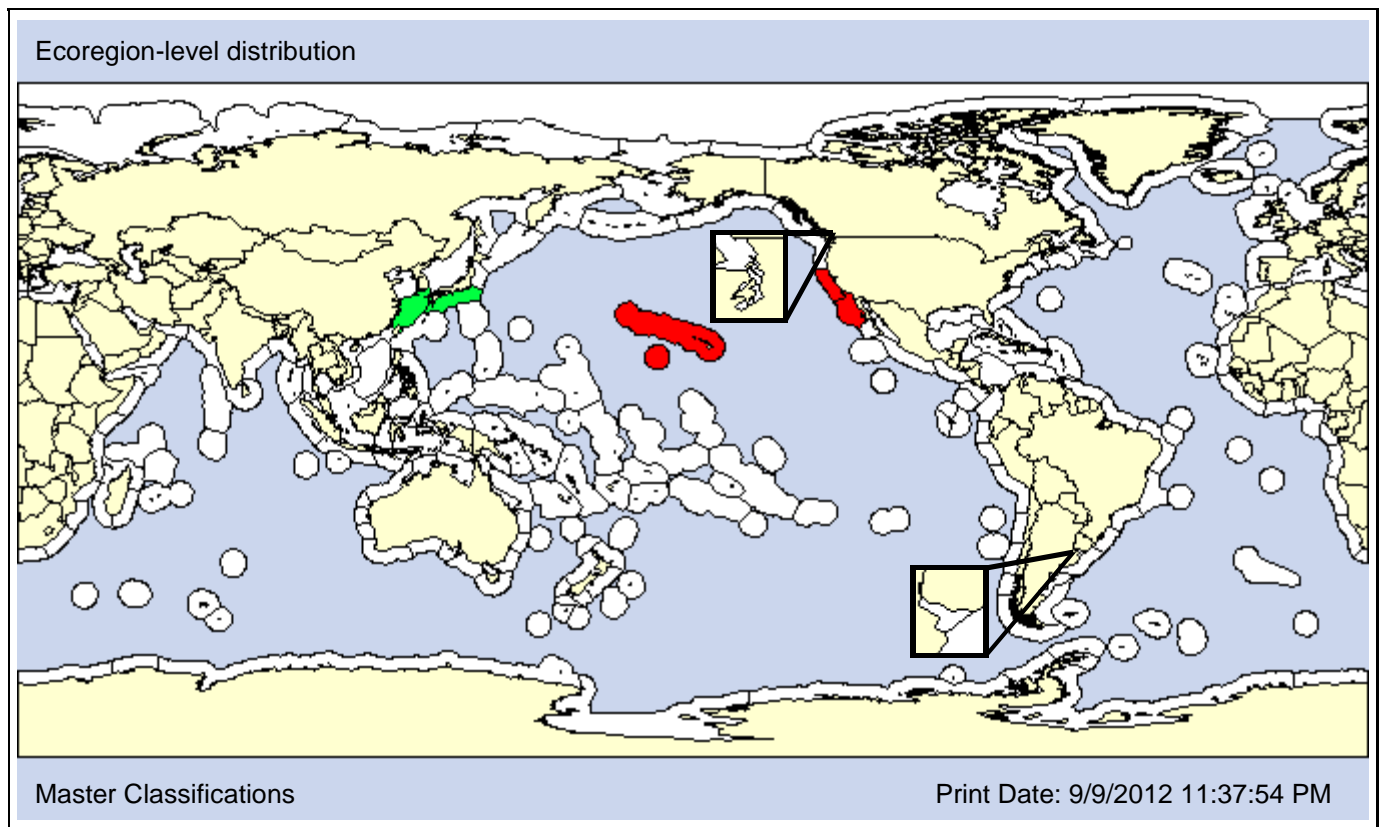 Ecoregion-level distribution
Master Classifications
Print Date: 9/9/2012 11:37:54 PM